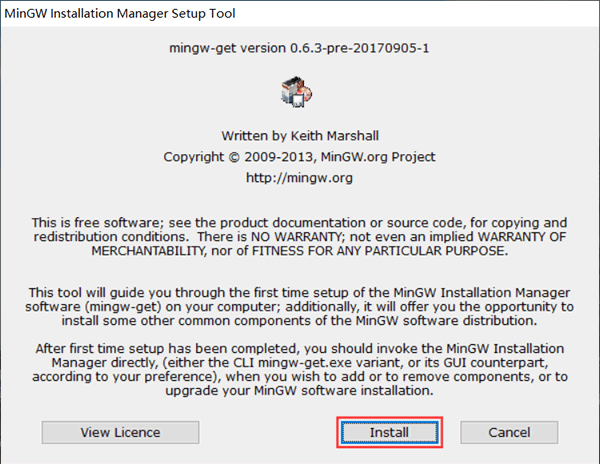 MinGW Installation Manager Setup Tool
mingw-get version 0.6.3-pre-20170905-1
Written by Keith Marshall
Copyright © 2009-2013, MinGW.org Project
http://mingw.org
This is free software; see the product documentation or source code, for copying and
redistribution conditions.  There is NO WARRANTY; not even an implied WARRANTY OF
MERCHANTABILITY, nor of FITNESS FOR ANY PARTICULAR PURPOSE.
This tool will guide you through the first time setup of the MinGW Installation Manager
software (mingw-get) on your computer; additionally, it will offer you the opportunity to
install some other common components of the MinGW software distribution.
After first time setup has been completed, you should invoke the MinGW Installation
Manager directly, (either the CLI mingw-get.exe variant, or its GUI counterpart,
according to your preference), when you wish to add or to remove components, or to
upgrade your MinGW software installation.
View Licence
Install
Cancel